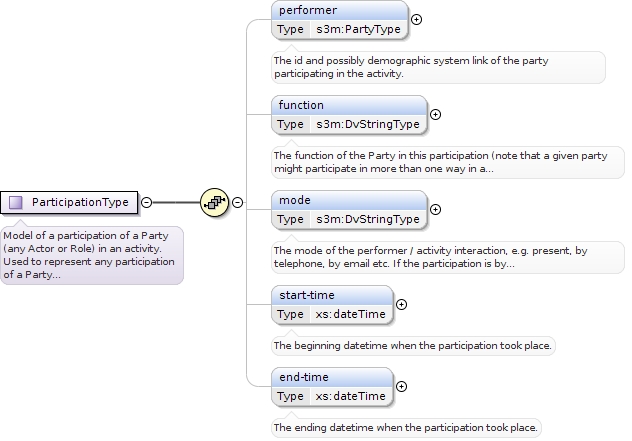 performer
Type s3m:PartyType
The id and possibly demographic system link of the party
participating in the activity.
function
Type s3m:DvStringType
The function of the Party in this participation (note that a given party
might participate in more than one way in a...
ParticipationType
Model of a participation of a Party
(any Actor or Role) in an activity.
Used to represent any participation
of a Party...
mode
Type s3m:DvStringType
The mode of the performer / activity interaction, e.g. present, by
telephone, by email etc. If the participation is by...
start-time
Type xs:dateTime
The beginning datetime when the participation took place.
end-time
Type xs:dateTime
The ending datetime when the participation took place.